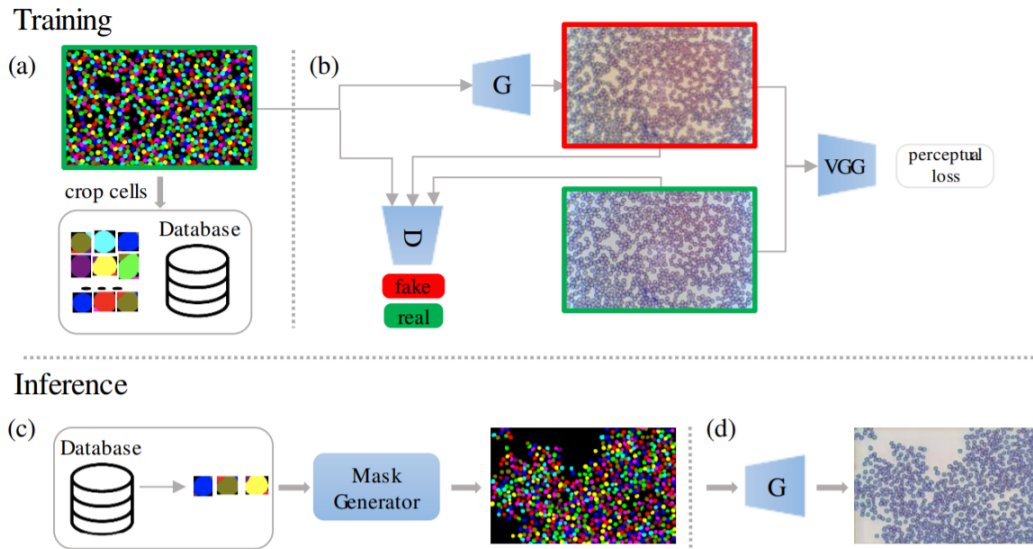 Training
(a)
(b)
G
VGG
perceptual
loss
crop cells
Database
D
fake
real
Inference
(c)
(d)
Database
Mask
Generator
G